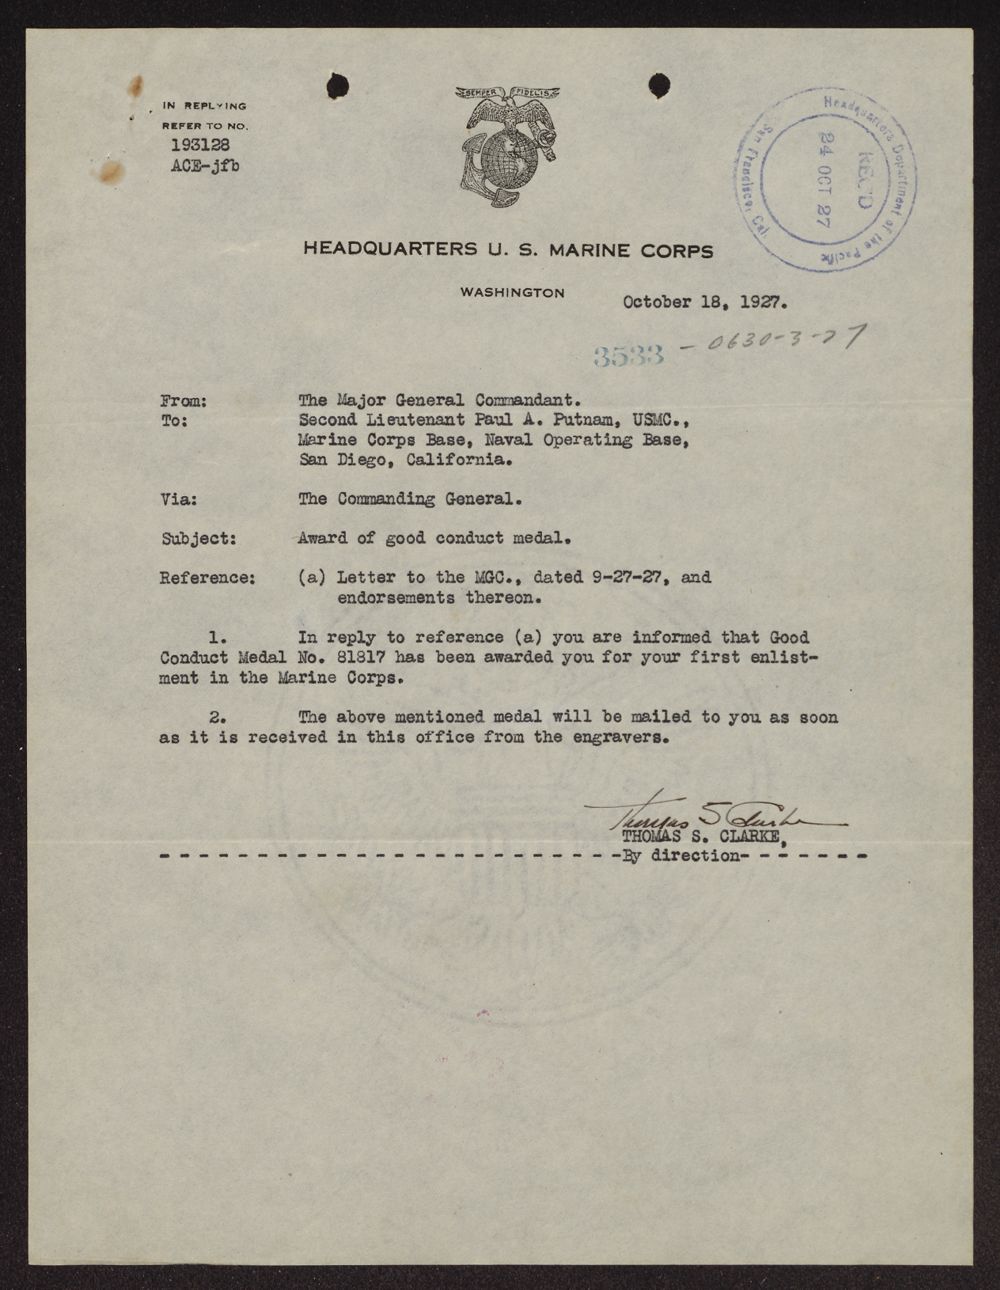 IN REPLYING
REFER TO NO.
193128
ACE-jfb
SEMPER FIDELIS
Headquarters Department of the Pacific
San Francisco, Cal.
REC'D
24 OCT 27
HEADQUARTERS U. S. MARINE CORPS
WASHINGTON
October 18, 1927.
3533 - 0630-3-27
From: The Major General Commandant.
To: Second Lieutenant Paul A. Putnam, USMC.,
Marine Corps Base, Naval Operating Base,
San Diego, California.
Via: The Commanding General.
Subject: Award of good conduct medal.
Reference: (a) Letter to the MGC., dated 9-27-27, and
endorsements thereon.
1. In reply to reference (a) you are informed that Good
Conduct Medal No. 81817 has been awarded you for your first enlist-
ment in the Marine Corps.
2. The above mentioned medal will be mailed to you as soon
as it is received in this office from the engravers.
Thomas S Clarke
THOMAS S. CLARKE,
- - - - - - - - - - - - - - - - - - - - - - - -By direction- - - - - - -